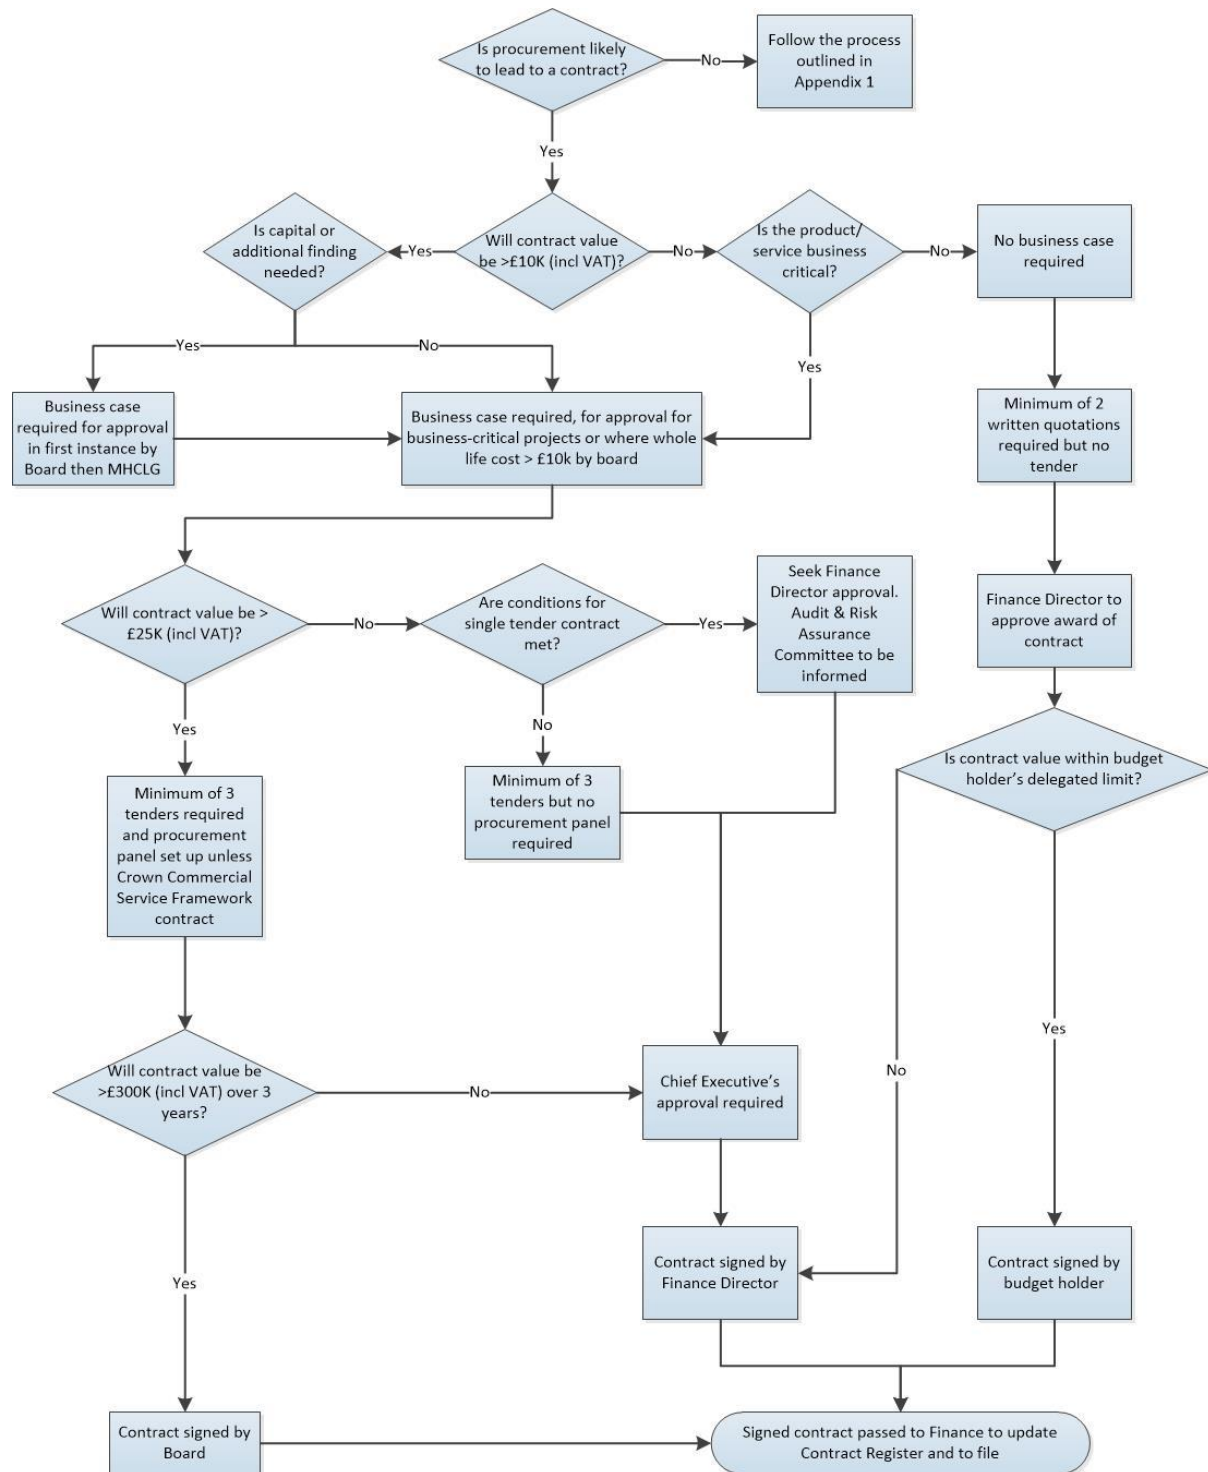 Is procurement likely
to lead to a contract?
No
Follow the process
outlined in
Appendix 1
Yes
Is capital or
additional finding
needed?
Yes
Will contract value
be >£10K (incl VAT)?
No
Is the product/
service business
critical?
No
No business case
required
Yes
No
Yes
Business case
required for approval
in first instance by
Board then MHCLG
Business case required, for approval for
business-critical projects or where whole
life cost > £10k by board
Minimum of 2
written quotations
required but no
tender
Will contract value be >
£25K (incl VAT)?
No
Are conditions for
single tender contract
met?
Yes
Seek Finance
Director approval.
Audit & Risk
Assurance
Committee to be
informed
Finance Director to
approve award of
contract
Yes
No
Is contract value within budget
holder's delegated limit?
Minimum of 3
tenders required
and procurement
panel set up unless
Crown Commercial
Service Framework
contract
Minimum of 3
tenders but no
procurement panel
required
Yes
No
Will contract value be
>£300K (incl VAT) over 3
years?
No
Chief Executive's
approval required
Yes
Contract signed by
Finance Director
Contract signed by
budget holder
Contract signed by
Board
Signed contract passed to Finance to update
Contract Register and to file